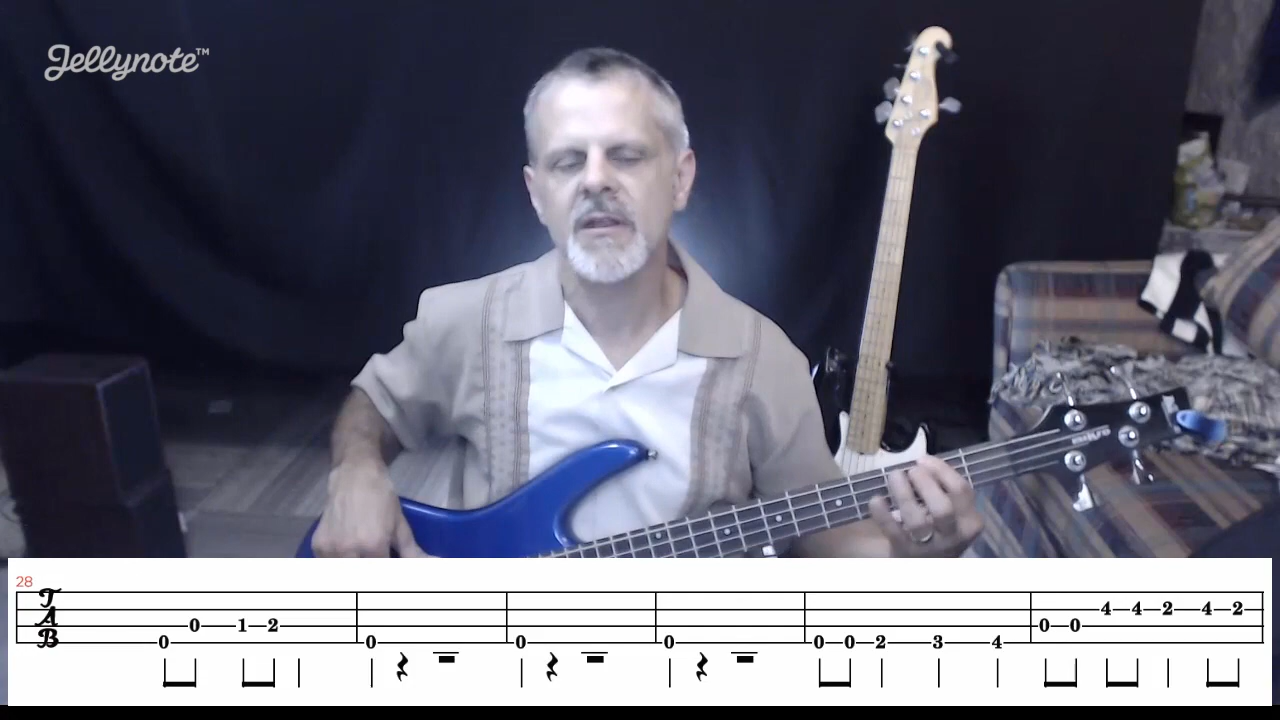 Jellynote™
28
T
A
B
0 0 1 2 0 0 0 0 0 2 3 4 0 0 4 4 2 4 2